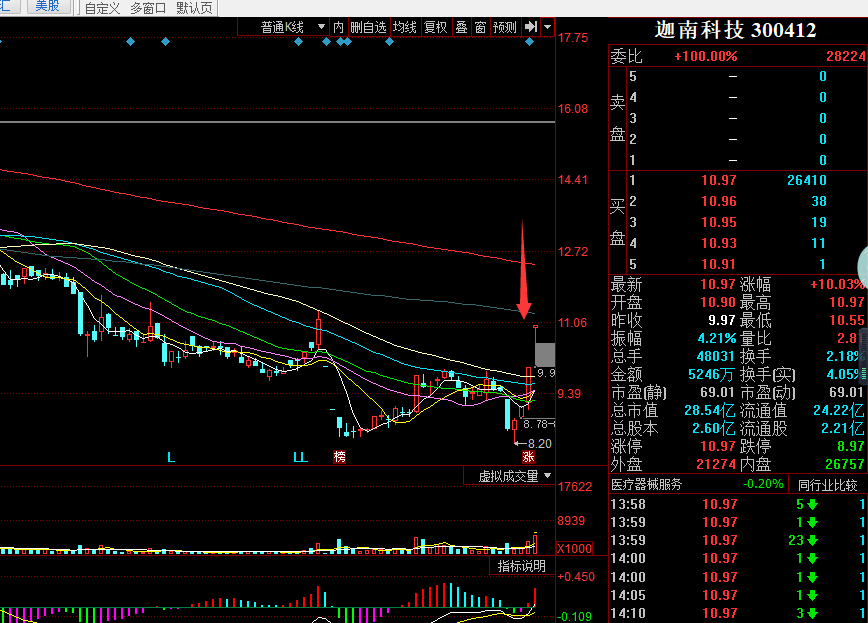 汇 美股 自定义 多窗口 默认页
普通K线 内 删自选 均线 复权 叠 窗 预测
17.75
16.08
14.41
12.72
11.06
9.39
9.9
8.78
8.20
L LL 榜 涨
虚拟成交量
17622
8939
X1000
指标说明
+0.450
-0.109
迦南科技 300412
委比 +100.00% 28224
卖盘
5 — 0
4 — 0
3 — 0
2 — 0
1 — 0
买盘
1 10.97 26410
2 10.96 38
3 10.95 19
4 10.93 11
5 10.91 1
最新 10.97 涨幅 +10.03%
开盘 10.90 最高 10.97
昨收 9.97 最低 10.55
振幅 4.21% 量比 2.8
总手 48031 换手 2.18%
金额 5246万 换手(实) 4.05%
市盈(静) 69.01 市盈(动) 69.01
总市值 28.54亿 流通值 24.22亿
总股本 2.60亿 流通股 2.21亿
涨停 10.97 跌停 8.97
外盘 21274 内盘 26757
医疗器械服务 -0.20% 同行业比较
13:58 10.97 5 1
13:59 10.97 1 1
13:59 10.97 23 1
14:00 10.97 1 1
14:00 10.97 1 1
14:05 10.97 1 1
14:10 10.97 3 1